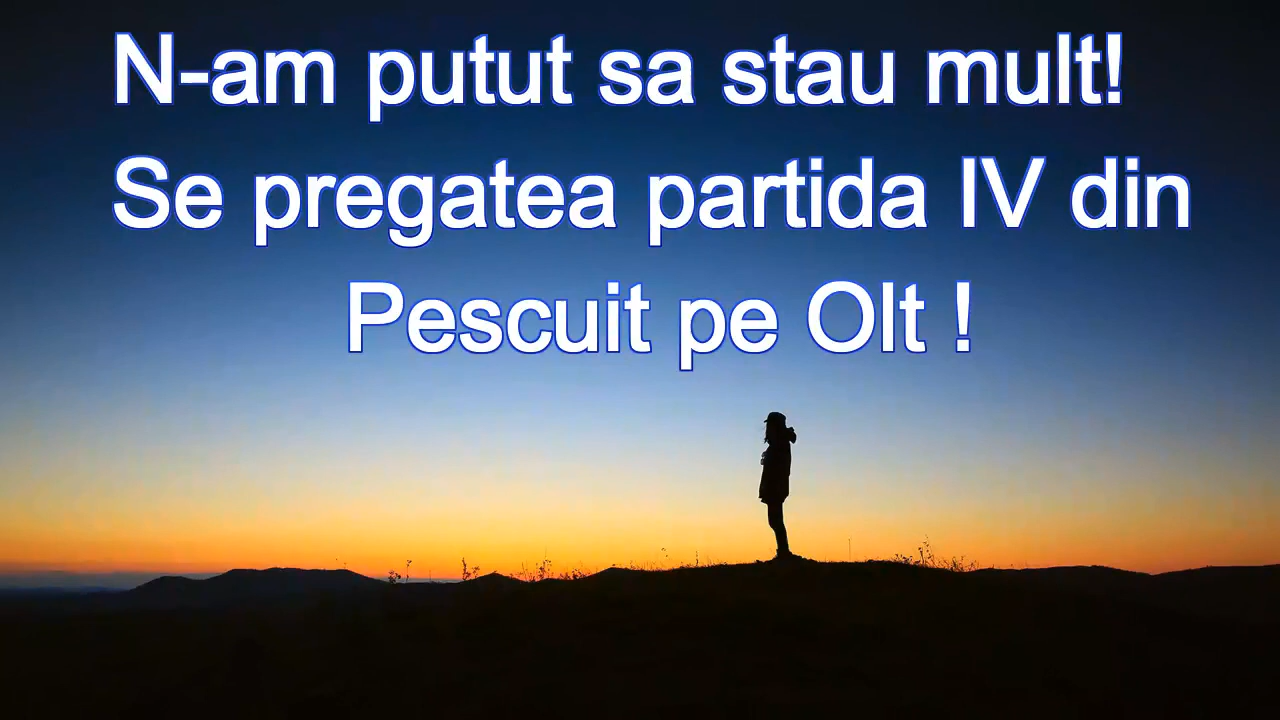 N-am putut sa stau mult!
Se pregatea partida IV din
Pescuit pe Olt !